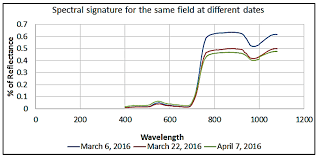 Spectral signature for the same field at different dates
0.7
0.6
0.5
0.4
0.3
0.2
0.1
0
% of Reflectance
0 200 400 600 800 1000 1200
Wavelength
March 6, 2016 March 22, 2016 April 7, 2016